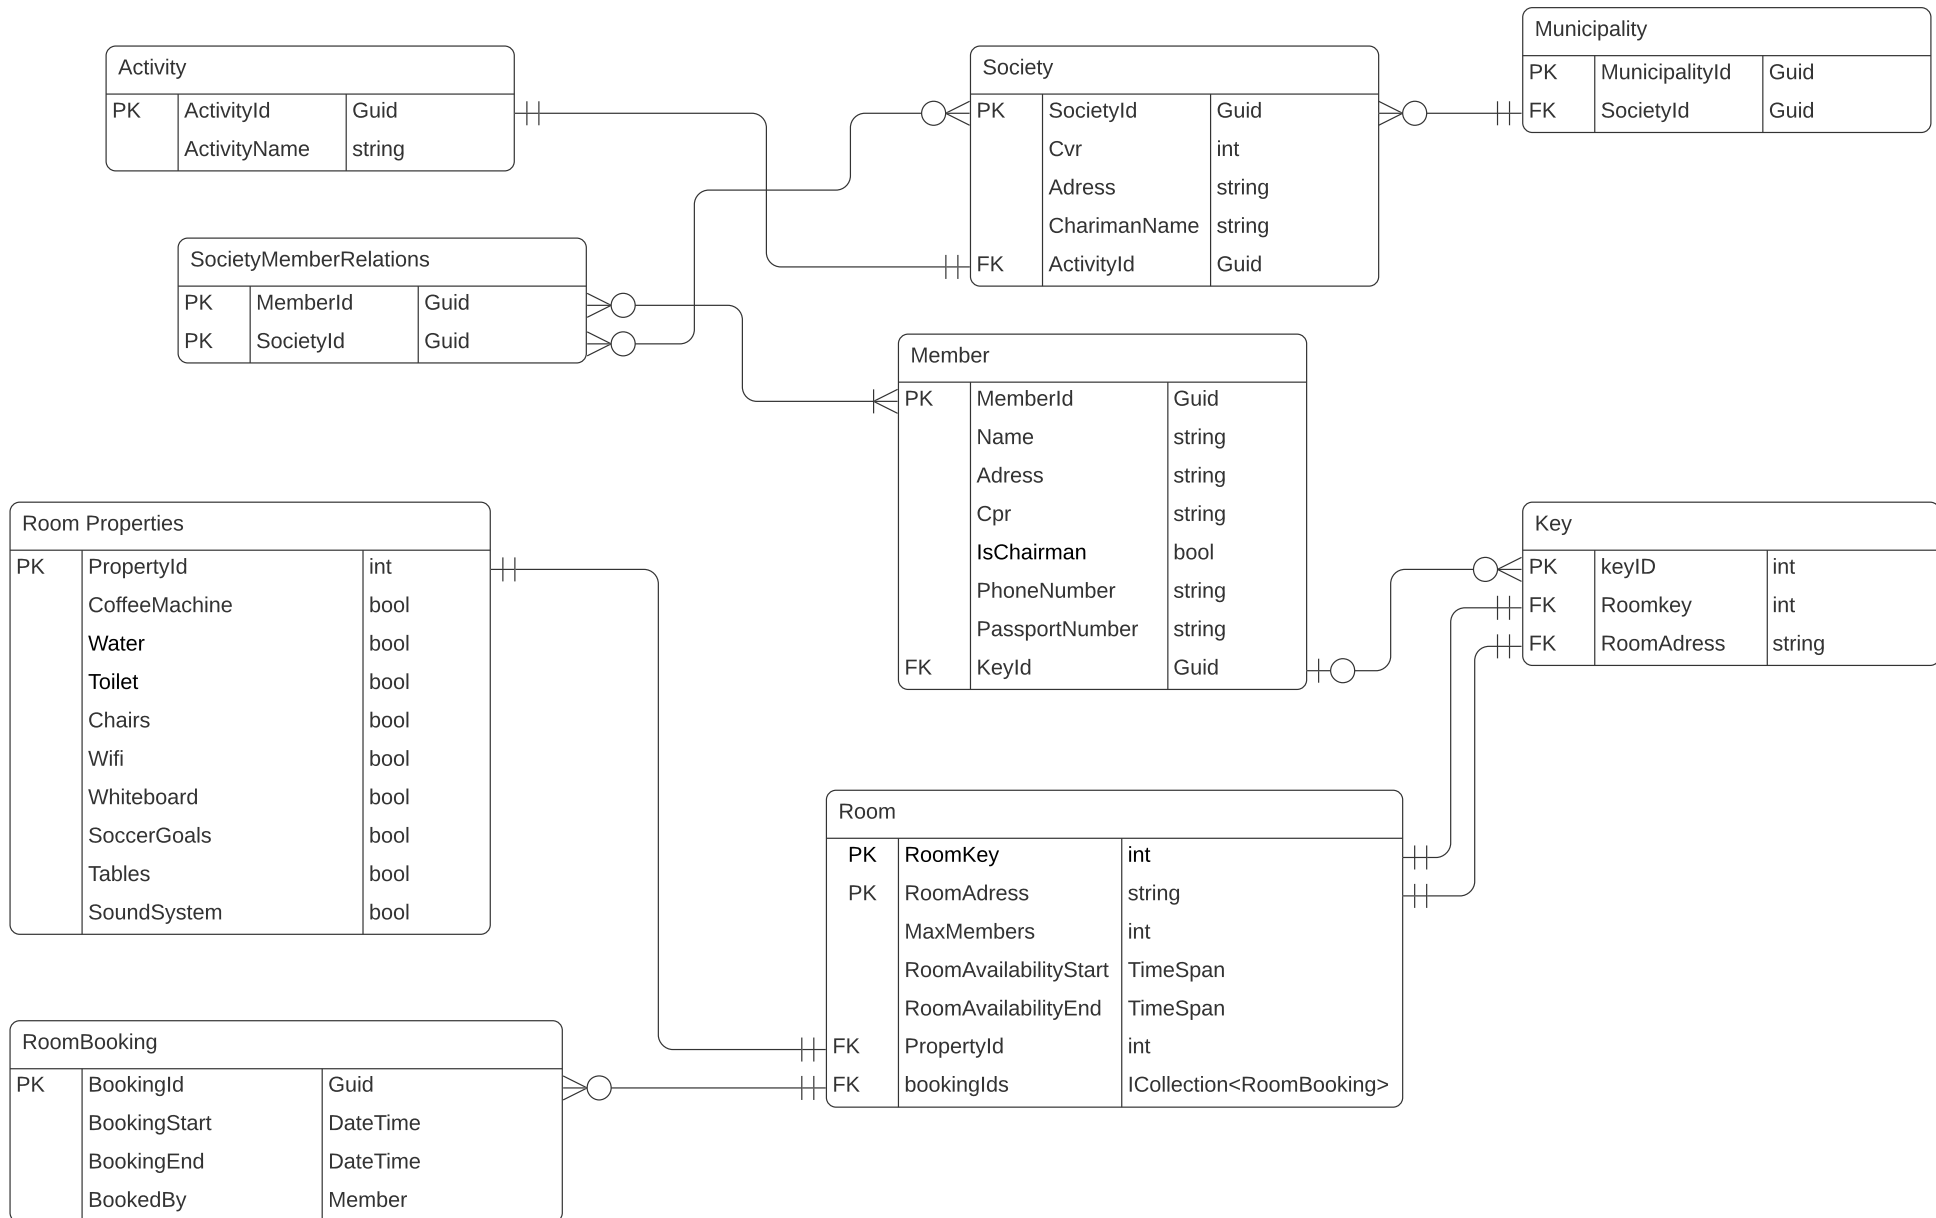 Activity
PK ActivityId Guid
ActivityName string
Society
PK SocietyId Guid
Cvr int
Adress string
CharimanName string
FK ActivityId Guid
Municipality
PK MunicipalityId Guid
FK SocietyId Guid
SocietyMemberRelations
PK MemberId Guid
PK SocietyId Guid
Member
PK MemberId Guid
Name string
Adress string
Cpr string
IsChairman bool
PhoneNumber string
PassportNumber string
FK KeyId Guid
Room Properties
PK PropertyId int
CoffeeMachine bool
Water bool
Toilet bool
Chairs bool
Wifi bool
Whiteboard bool
SoccerGoals bool
Tables bool
SoundSystem bool
Key
PK keyID int
FK Roomkey int
FK RoomAdress string
Room
PK RoomKey int
PK RoomAdress string
MaxMembers int
RoomAvailabilityStart TimeSpan
RoomAvailabilityEnd TimeSpan
FK PropertyId int
FK bookingIds ICollection<RoomBooking>
RoomBooking
PK BookingId Guid
BookingStart DateTime
BookingEnd DateTime
BookedBy Member